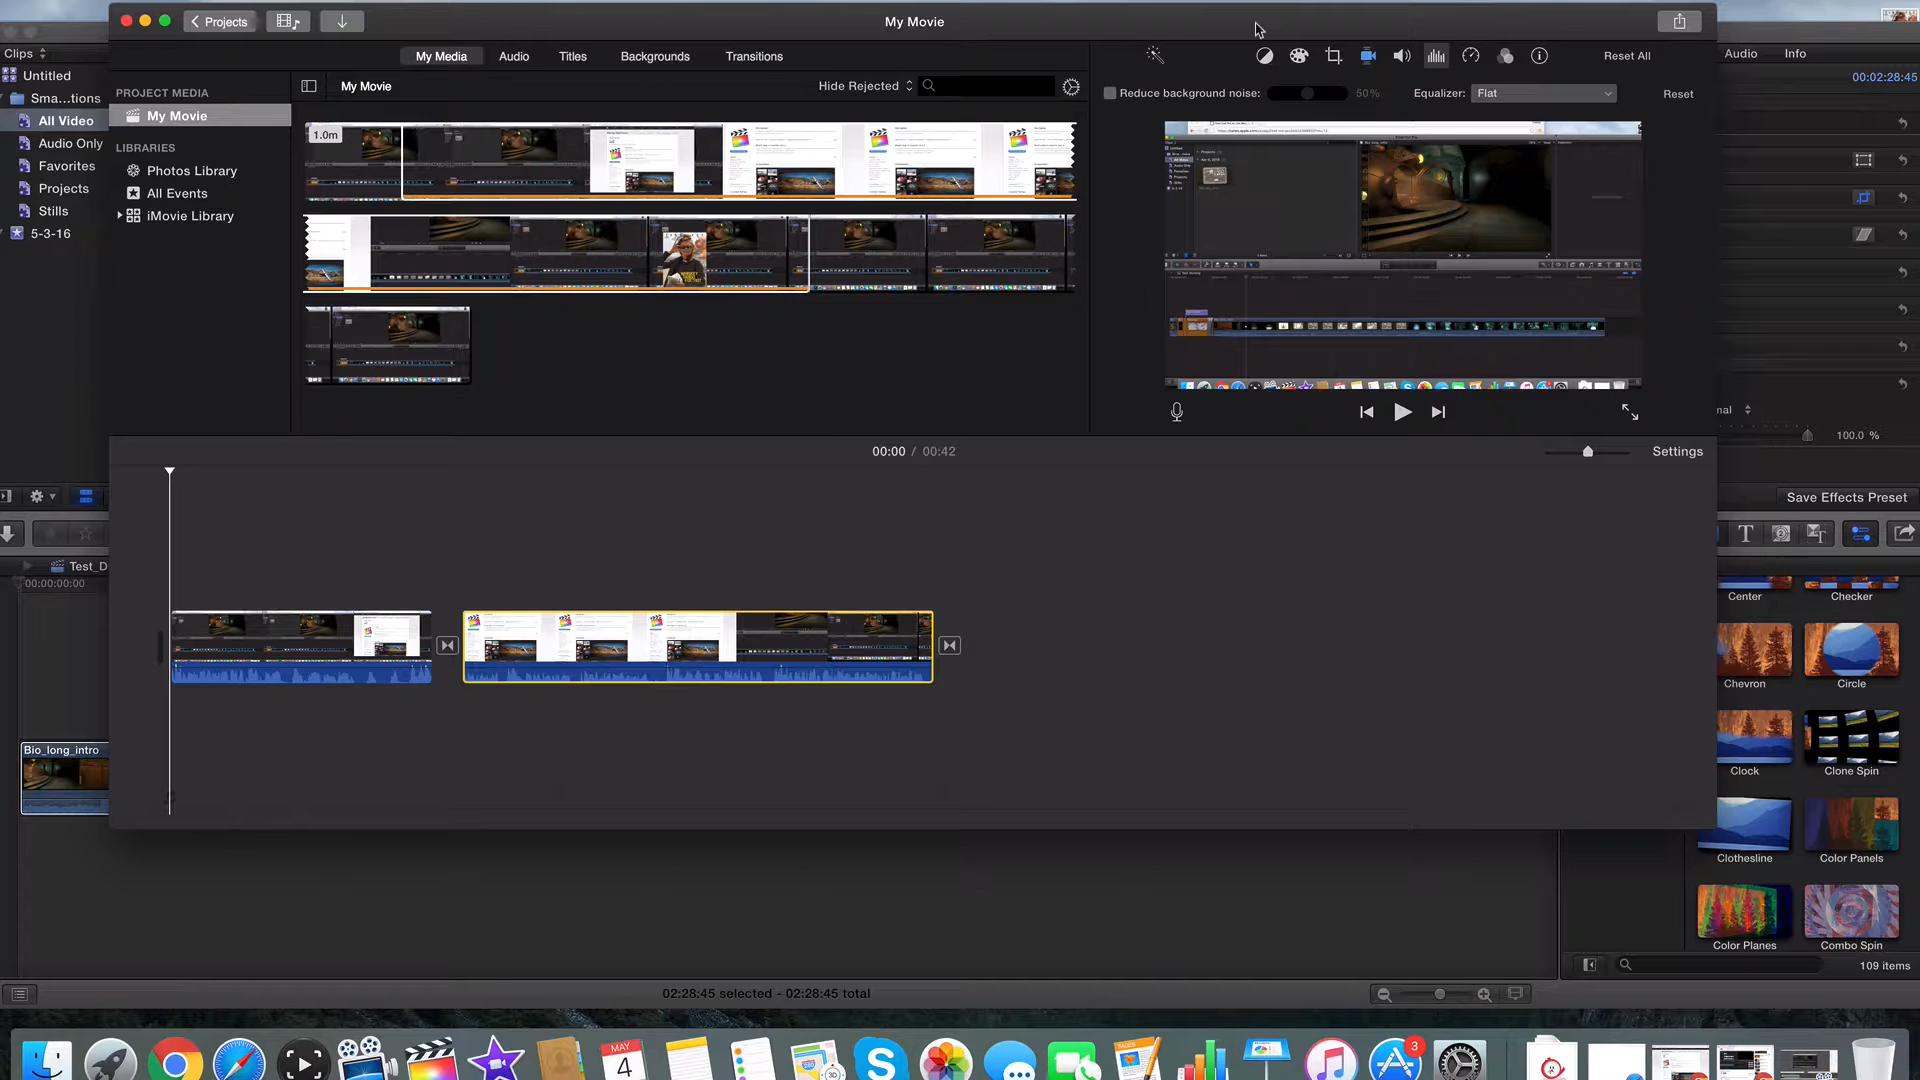 Projects
My Movie
Clips
My Media
Audio
Titles
Backgrounds
Transitions
Reset All
Audio
Info
Untitled
00:02:28:45
PROJECT MEDIA
My Movie
Hide Rejected
Reduce background noise:
50%
Equalizer:
Flat
Reset
Sma...tions
My Movie
All Video
1.0m
Audio Only
LIBRARIES
Favorites
Photos Library
Projects
All Events
Stills
iMovie Library
5-3-16
nal
100.0 %
00:00 / 00:42
Settings
Save Effects Preset
Test_D
00:00:00:00
Center
Checker
Chevron
Circle
Bio_long_intro
Clock
Clone Spin
Clothesline
Color Panels
Color Planes
Combo Spin
109 items
02:28:45 selected - 02:28:45 total
MAY
4
3D
PAGES
3